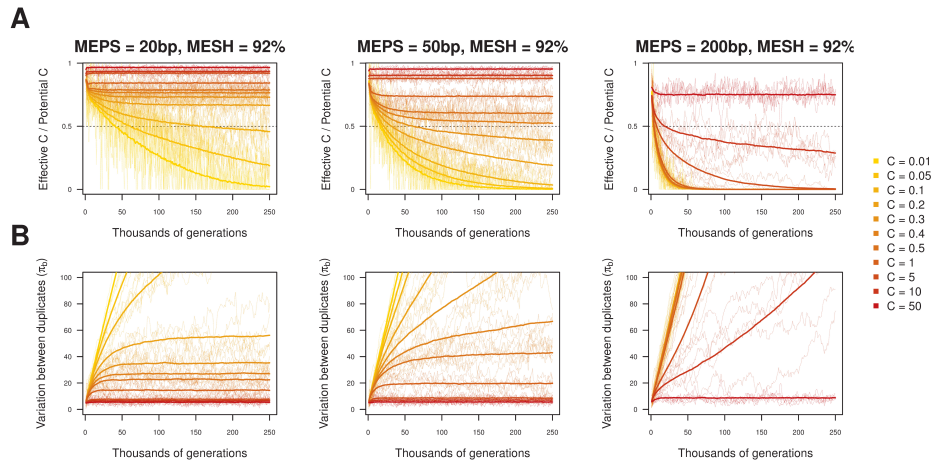 A
MEPS = 20bp, MESH = 92%
MEPS = 50bp, MESH = 92%
MEPS = 200bp, MESH = 92%
Effective C / Potential C
1
0.5
0
0 50 100 150 200 250
Thousands of generations
Effective C / Potential C
1
0.5
0
0 50 100 150 200 250
Thousands of generations
Effective C / Potential C
1
0.5
0
0 50 100 150 200 250
Thousands of generations
C = 0.01
C = 0.05
C = 0.1
C = 0.2
C = 0.3
C = 0.4
C = 0.5
C = 1
C = 5
C = 10
C = 50
B
Variation between duplicates (πb)
100
80
60
40
20
0
0 50 100 150 200 250
Thousands of generations
Variation between duplicates (πb)
100
80
60
40
20
0
0 50 100 150 200 250
Thousands of generations
Variation between duplicates (πb)
100
80
60
40
20
0
0 50 100 150 200 250
Thousands of generations